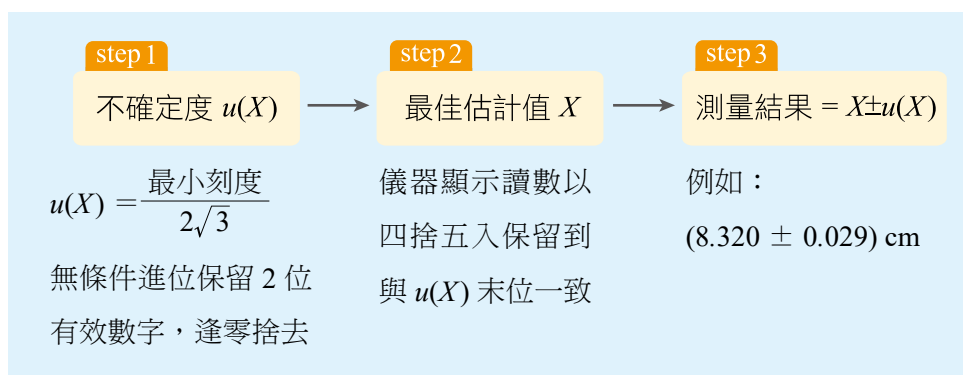 step 1
不確定度 u(X)
u(X) = 最小刻度 / 2√3
無條件進位保留 2 位
有效數字，逢零捨去
step 2
最佳估計值 X
儀器顯示讀數以
四捨五入保留到
與 u(X) 末位一致
step 3
測量結果 = X±u(X)
例如：
(8.320 ± 0.029) cm